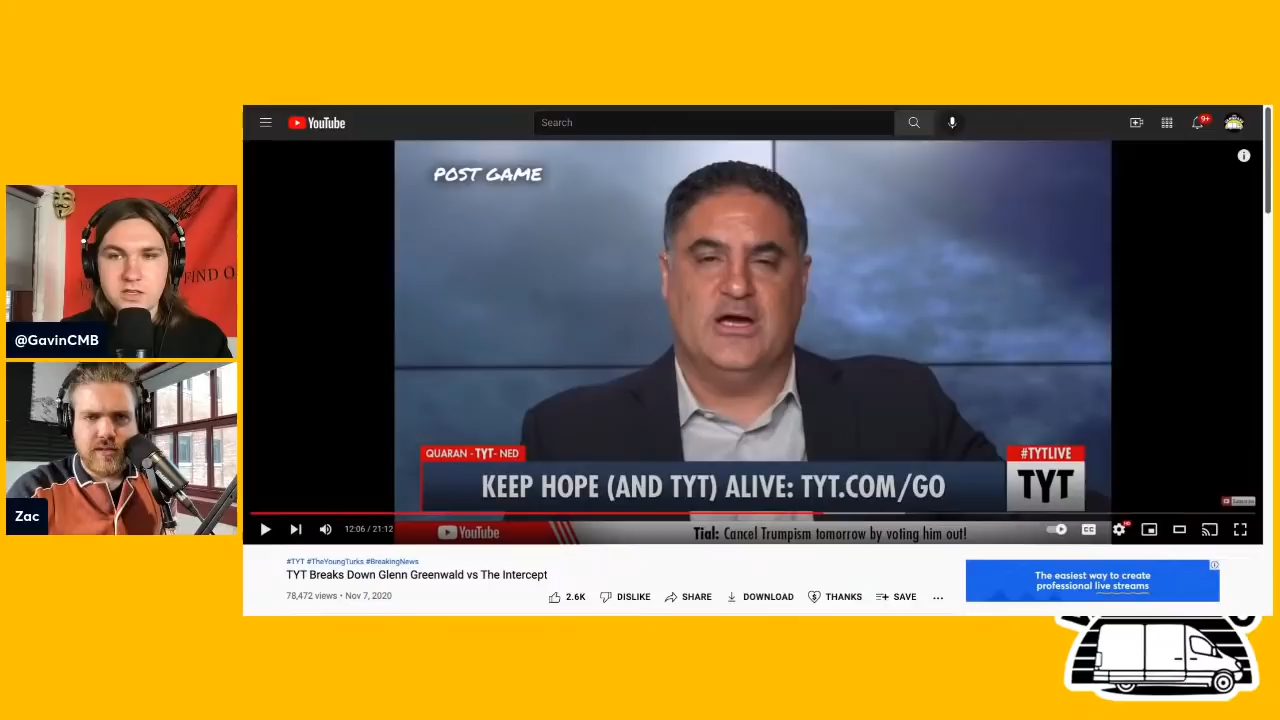 YouTube
Search
9+
POST GAME
FIND O
@GavinCMB
Zac
QUARAN - TYT - NED
#TYTLIVE
KEEP HOPE (AND TYT) ALIVE: TYT.COM/GO
TYT
12:06 / 21:12
CC
YouTube
Tial: Cancel Trumpism tomorrow by voting him out!
#TYT #TheYoungTurks #BreakingNews
TYT Breaks Down Glenn Greenwald vs The Intercept
78,472 views • Nov 7, 2020
2.6K
DISLIKE
SHARE
DOWNLOAD
THANKS
SAVE
The easiest way to create
professional live streams